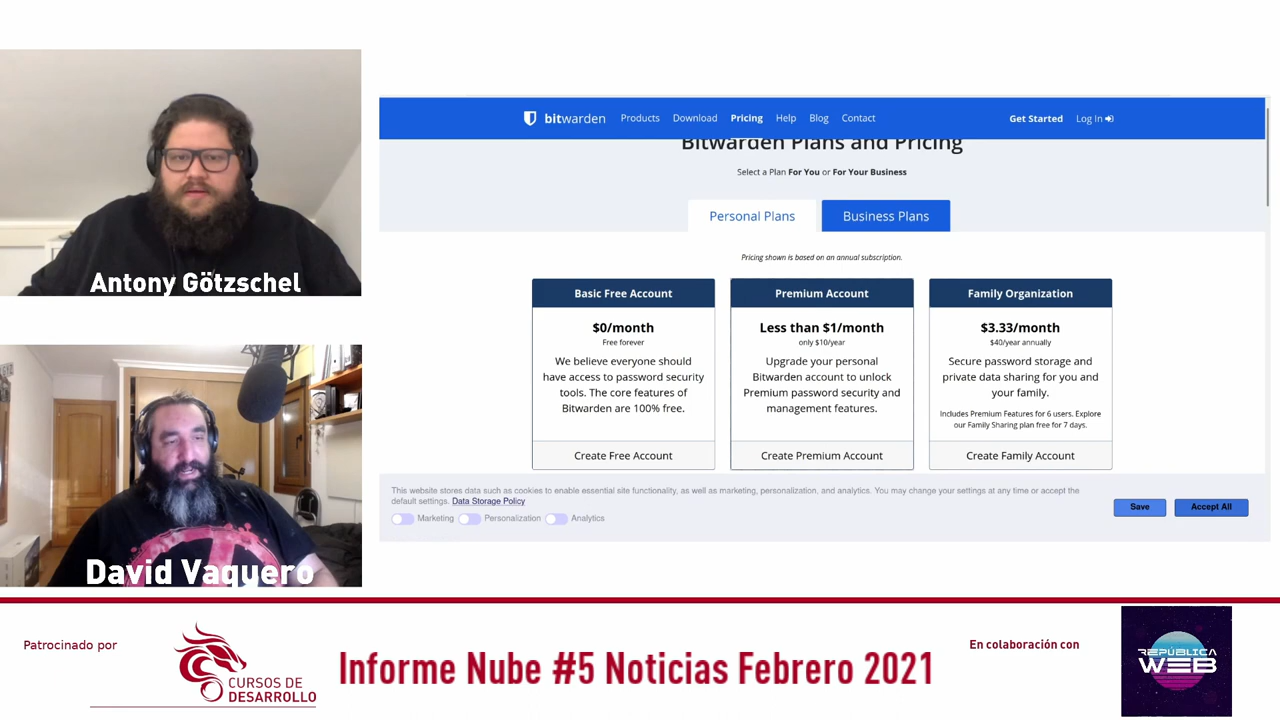 Antony Götzschel
David Vaquero
bitwarden
Products
Download
Pricing
Help
Blog
Contact
Get Started
Log In
Bitwarden Plans and Pricing
Select a Plan For You or For Your Business
Personal Plans
Business Plans
Pricing shown is based on an annual subscription.
Basic Free Account
$0/month
Free forever
We believe everyone should
have access to password security
tools. The core features of
Bitwarden are 100% free.
Create Free Account
Premium Account
Less than $1/month
only $10/year
Upgrade your personal
Bitwarden account to unlock
Premium password security and
management features.
Create Premium Account
Family Organization
$3.33/month
$40/year annually
Secure password storage and
private data sharing for you and
your family.
Includes Premium Features for 6 users. Explore
our Family Sharing plan free for 7 days.
Create Family Account
This website stores data such as cookies to enable essential site functionality, as well as marketing, personalization, and analytics. You may change your settings at any time or accept the
default settings. Data Storage Policy
Marketing
Personalization
Analytics
Save
Accept All
Patrocinado por
CURSOS DE
DESARROLLO
Informe Nube #5 Noticias Febrero 2021
En colaboración con
REPÚBLICA
WEB